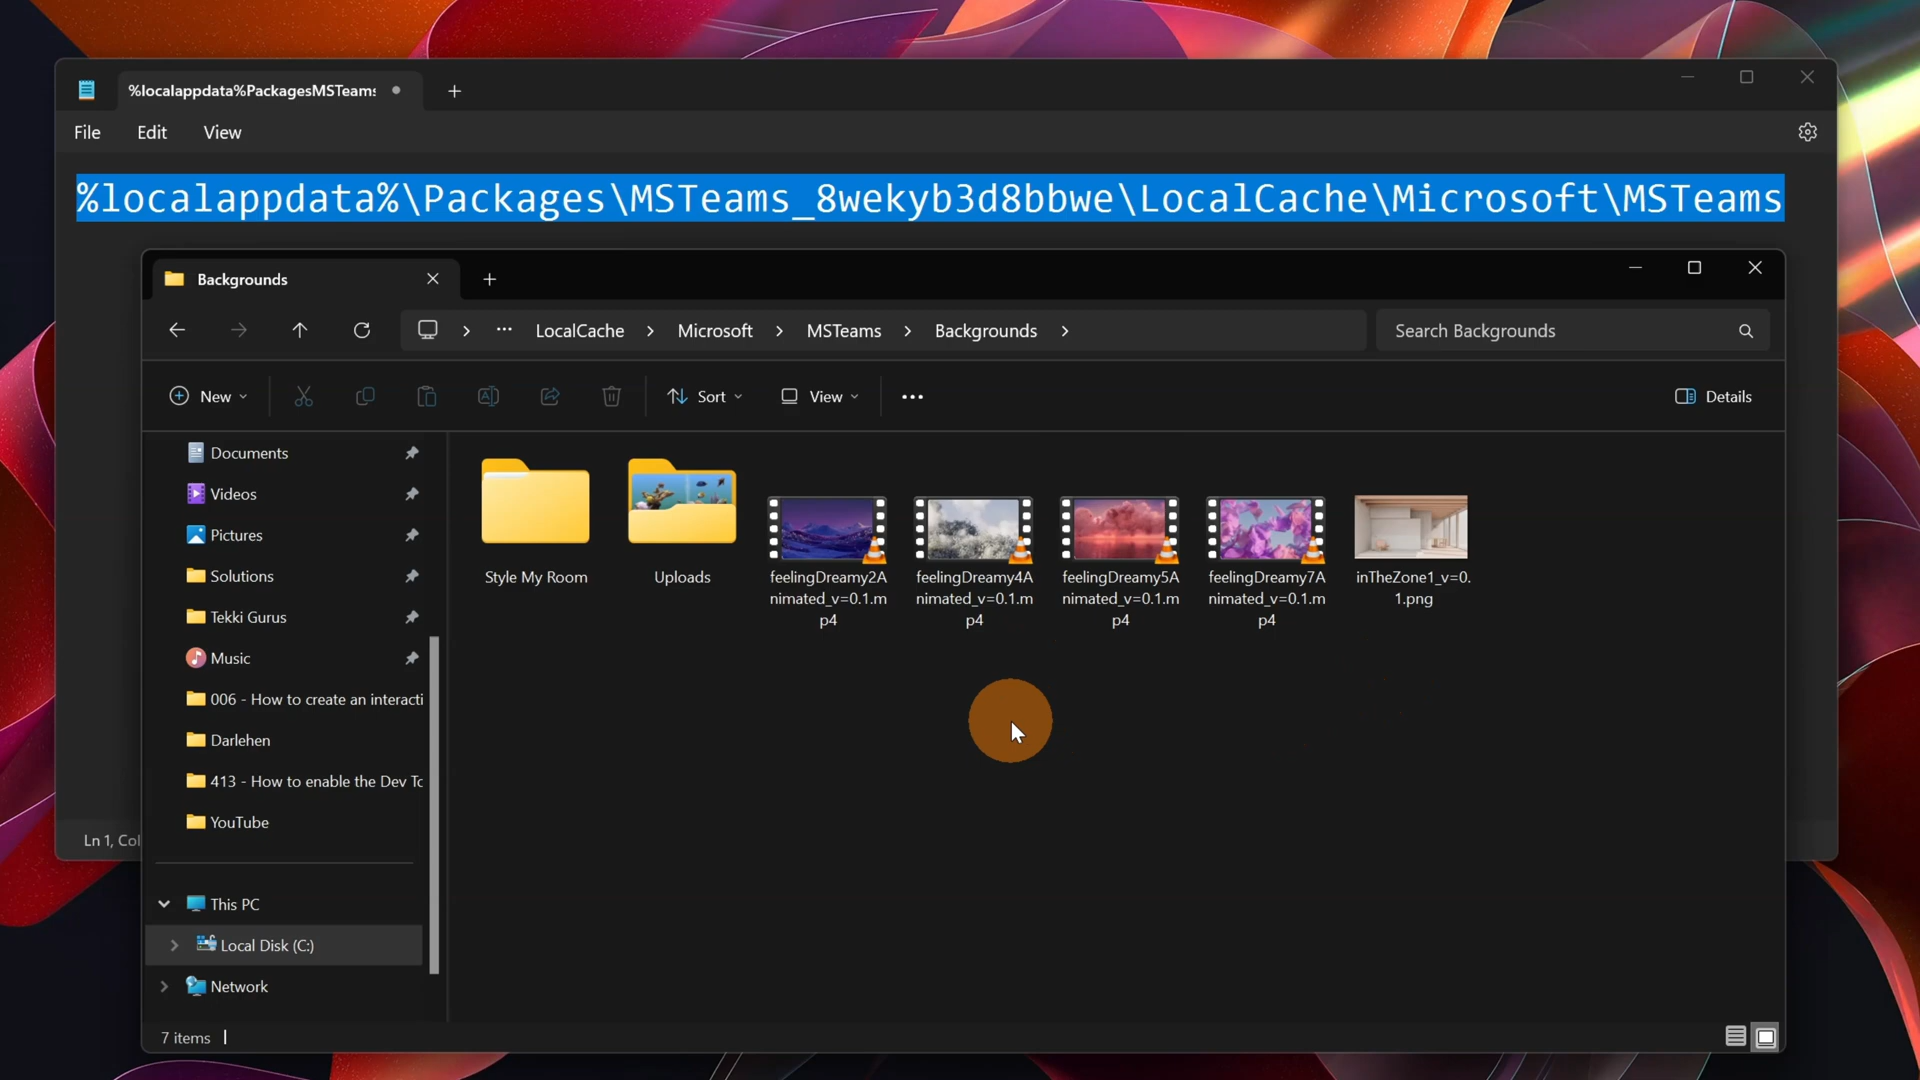 %localappdata%PackagesMSTeams
File Edit View
%localappdata%\Packages\MSTeams_8wekyb3d8bbwe\LocalCache\Microsoft\MSTeams
Backgrounds
LocalCache > Microsoft > MSTeams > Backgrounds >
Search Backgrounds
New
Sort
View
Details
Documents
Videos
Pictures
Solutions
Tekki Gurus
Music
006 - How to create an interacti
Darlehen
413 - How to enable the Dev To
YouTube
This PC
Local Disk (C:)
Network
Style My Room
Uploads
feelingDreamy2A
nimated_v=0.1.m
p4
feelingDreamy4A
nimated_v=0.1.m
p4
feelingDreamy5A
nimated_v=0.1.m
p4
feelingDreamy7A
nimated_v=0.1.m
p4
inTheZone1_v=0.
1.png
Ln 1, Col
7 items